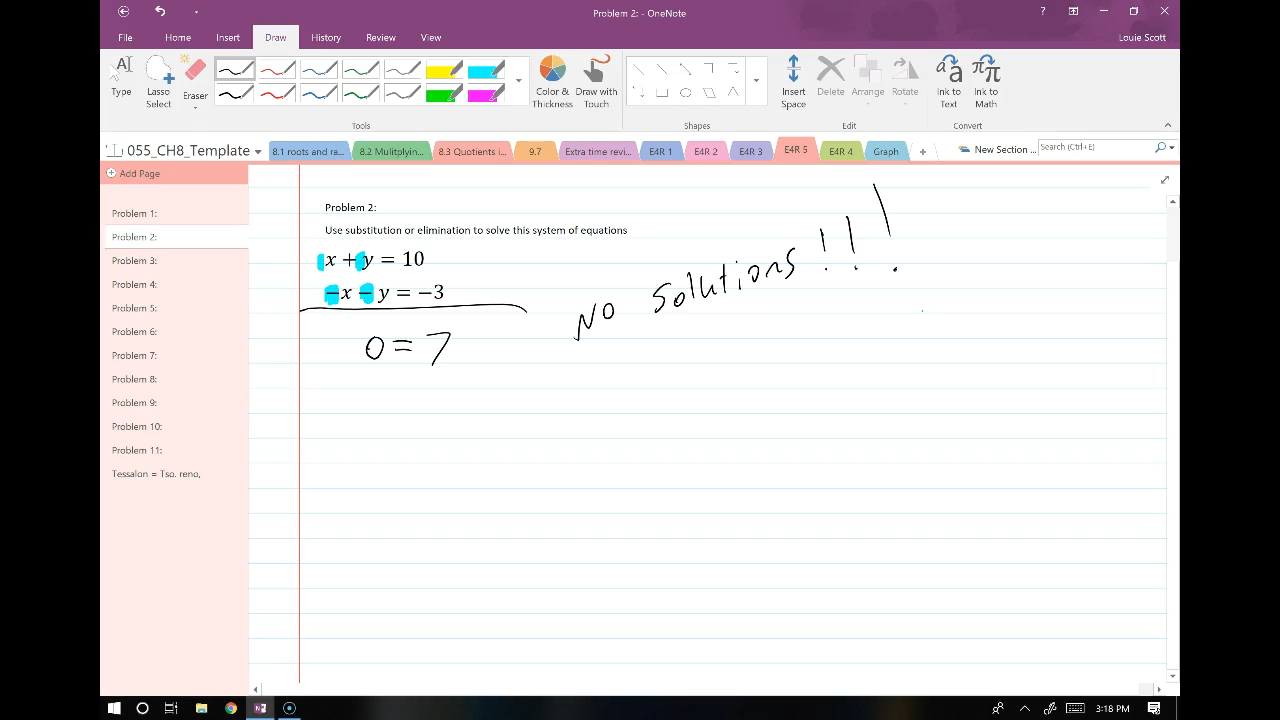 Problem 2: - OneNote
? Louie Scott
File Home Insert Draw History Review View
Type Lasso Select Eraser Color & Thickness Draw with Touch Insert Space Delete Arrange Rotate Ink to Text Ink to Math
Tools Shapes Edit Convert
055_CH8_Template 8.1 roots and ra... 8.2 Mulitplyin... 8.3 Quotients i... 9.7 Extra time revi... E4R 1 E4R 2 E4R 3 E4R 5 E4R 4 Graph + New Section ... Search (Ctrl+E)
Add Page
Problem 1:
Problem 2:
Problem 3:
Problem 4:
Problem 5:
Problem 6:
Problem 7:
Problem 8:
Problem 9:
Problem 10:
Problem 11:
Tessalon = Tso. reno,
Problem 2:
Use substitution or elimination to solve this system of equations
x + y = 10
−x − y = −3
0 = 7
No solutions!!!
3:18 PM